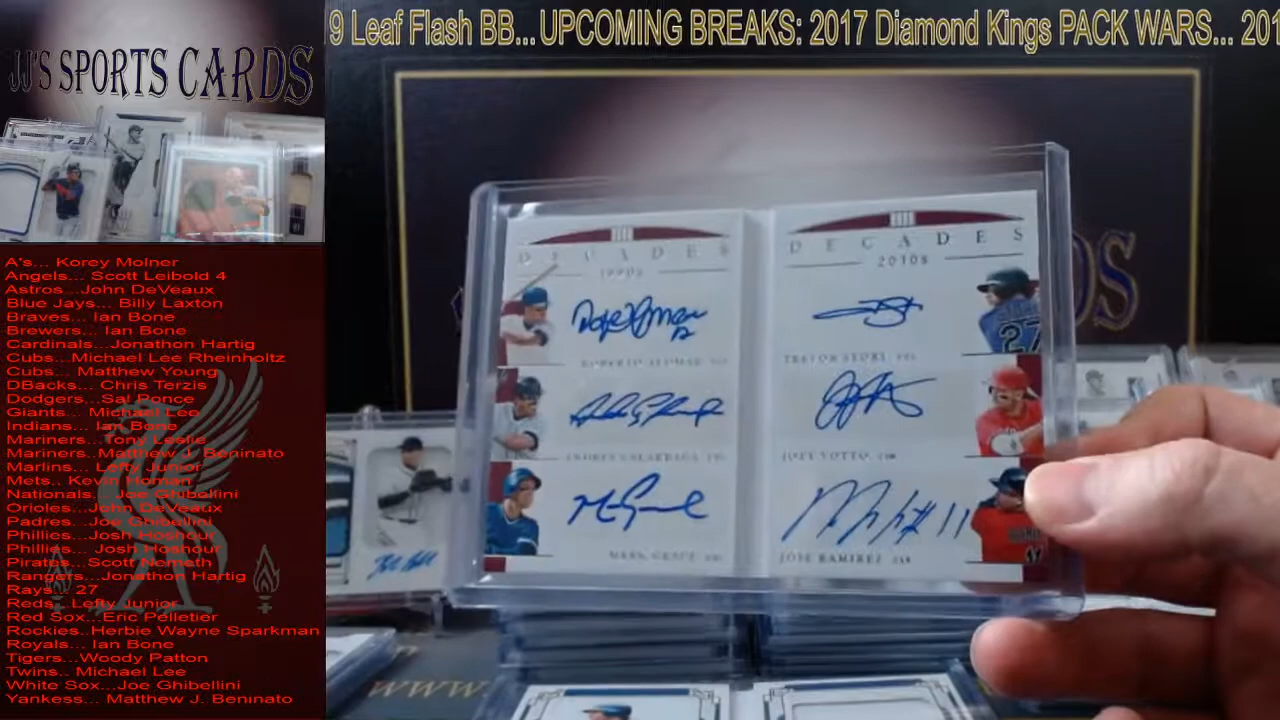 9 Leaf Flash BB... UPCOMING BREAKS: 2017 Diamond Kings PACK WARS... 201
JJ'S SPORTS CARDS
A's... Korey Molner
Angels... Scott Leibold 4
Astros... John DeVeaux
Blue Jays... Billy Laxton
Braves... Ian Bone
Brewers... Ian Bone
Cardinals... Jonathon Hartig
Cubs...Michael Lee Rheinholtz
Cubs... Matthew Young
DBacks... Chris Terzis
Dodgers... Sal Ponce
Giants... Michael Lee
Indians... Ian Bone
Mariners...Tony Leslie
Mariners..Matthew J. Beninato
Marlins... Lefty Junior
Mets.. Kevin Homan
Nationals.. Joe Ghibellini
Orioles...John DeVeaux
Padres...Joe Ghibellini
Phillies... Josh Hoshour
Phillies... Josh Hoshour
Pirates...Scott Nemeth
Rangers...Jonathon Hartig
Rays... 27
Reds.. Lefty Junior
Red Sox...Eric Pelletier
Rockies..Herbie Wayne Sparkman
Royals... Ian Bone
Tigers...Woody Patton
Twins.. Michael Lee
White Sox...Joe Ghibellini
Yankess... Matthew J. Beninato
DECADES
1990s
ROBERTO ALOMAR
ANDRES GALARRAGA
MARK GRACE
DECADES
2010s
TREVOR STORY
27
JOEY VOTTO
#11
JOSE RAMIREZ
11
DS
WWW